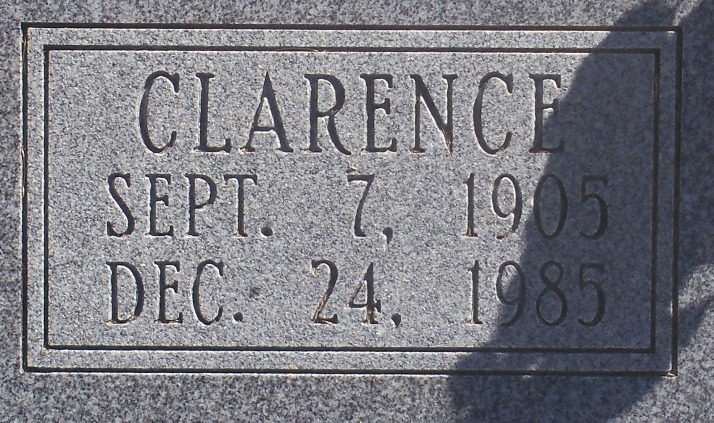 CLARENCE
SEPT. 7, 1905
DEC. 24, 1985